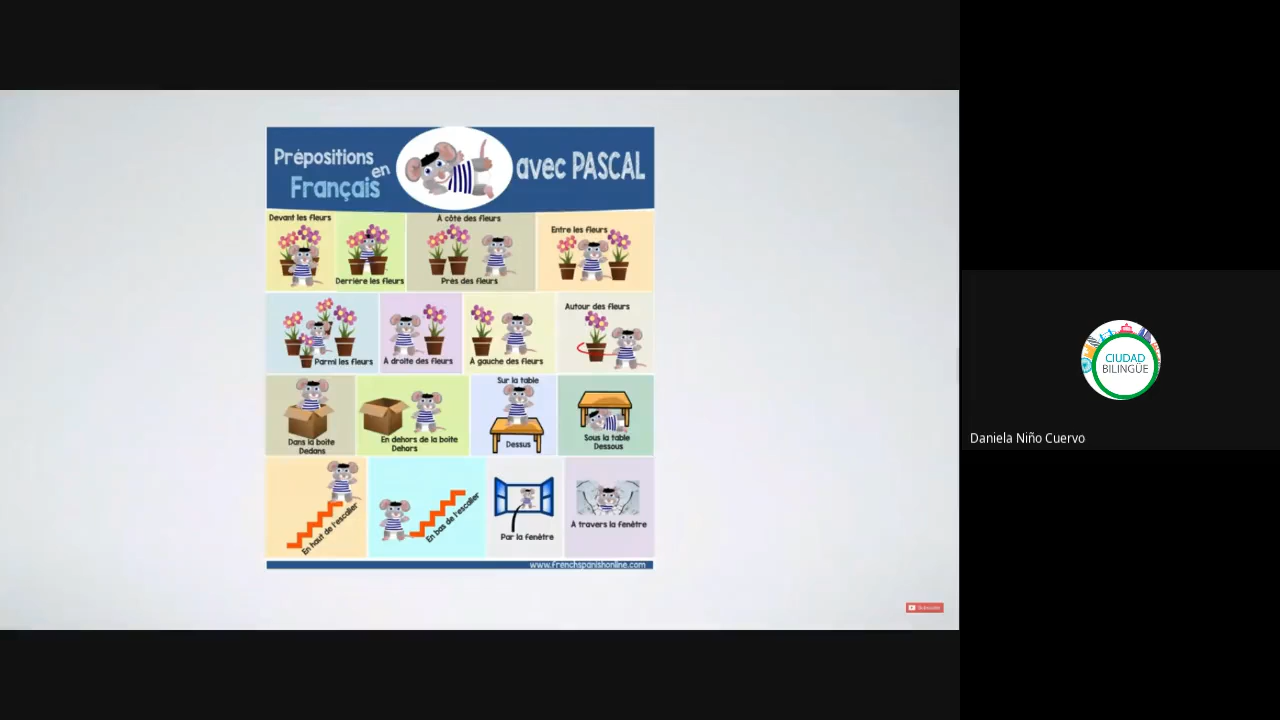 Prépositions
en
Français
avec PASCAL
Devant les fleurs
Derrière les fleurs
À côté des fleurs
Près des fleurs
Entre les fleurs
Parmi les fleurs
À droite des fleurs
À gauche des fleurs
Autour des fleurs
Dans la boîte
Dedans
En dehors de la boîte
Dehors
Sur la table
Dessus
Sous la table
Dessous
En haut de l'escalier
En bas de l'escalier
Par la fenêtre
À travers la fenêtre
www.frenchspanishonline.com
CIUDAD
BILINGÜE
Daniela Niño Cuervo